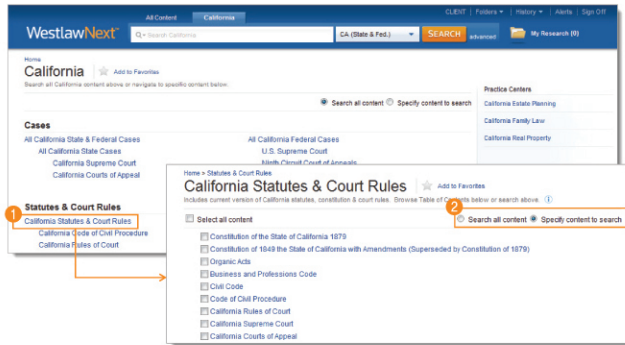 CLIENT | Folders | History | Alerts | Sign Off
All Content California
WestlawNext
Search California CA (State & Fed.) SEARCH advanced My Research (0)
Home
California Add to Favorites
Search all California content above or navigate to specific content below.
Search all content Specify content to search
Practice Centers
California Estate Planning
California Family Law
California Real Property
Cases
All California State & Federal Cases All California Federal Cases
All California State Cases U.S. Supreme Court
California Supreme Court Ninth Circuit Court of Appeals
California Courts of Appeal
Statutes & Court Rules
1
California Statutes & Court Rules
California Code of Civil Procedure
California Rules of Court
Home > Statutes & Court Rules
California Statutes & Court Rules Add to Favorites
Includes current version of California statutes, constitution & court rules. Browse Table of Contents below or search above.
2
Select all content Search all content Specify content to search
Constitution of the State of California 1879
Constitution of 1849 the State of California with Amendments (Superseded by Constitution of 1879)
Organic Acts
Business and Professions Code
Civil Code
Code of Civil Procedure
California Rules of Court
California Supreme Court
California Courts of Appeal